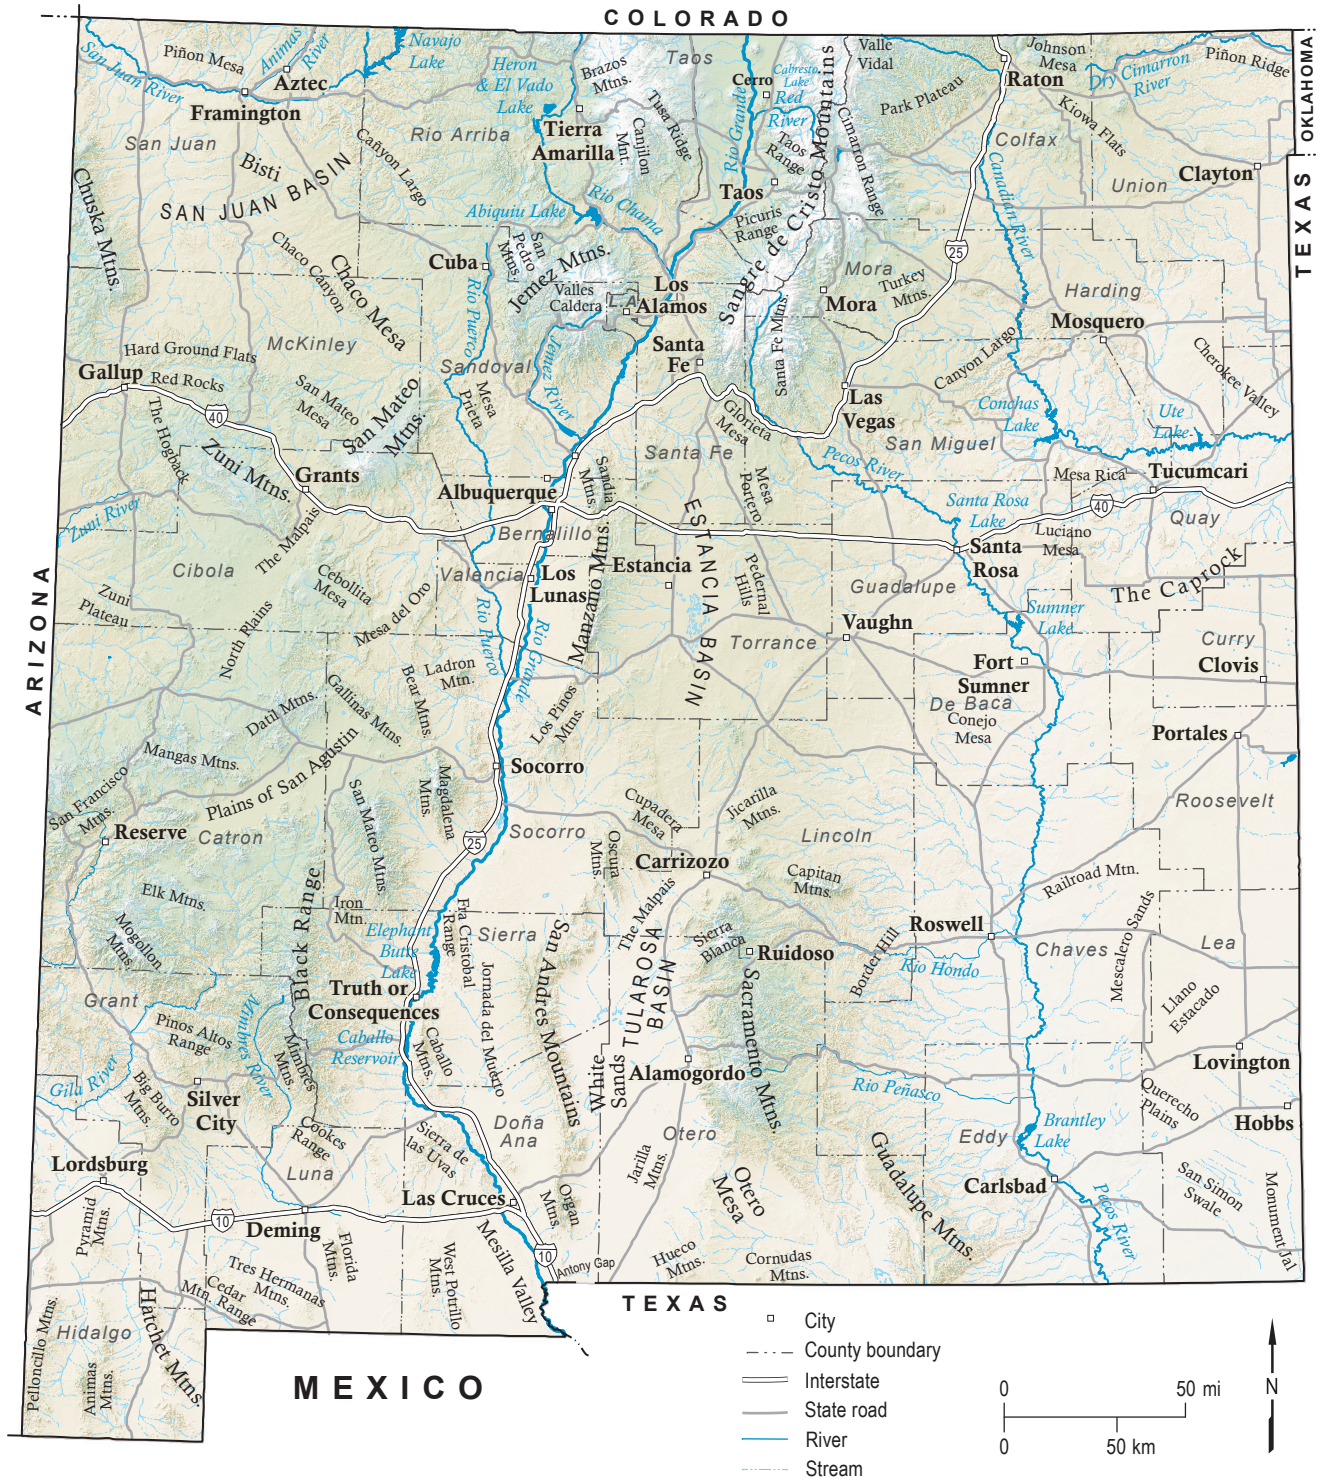 COLORADO
OKLAHOMA
TEXAS
ARIZONA
TEXAS
MEXICO
San Juan River
Piñon Mesa
Animas
River
Aztec
Framington
Navajo
Lake
Heron
& El Vado
Lake
Brazos
Mtns.
Taos
Cerro
Cabresto
Lake
Red
River
Valle
Vidal
Park Plateau
Raton
Johnson
Mesa
Dry Cimarron
River
Piñon Ridge
Kiowa Flats
Colfax
Clayton
Union
San Juan
Bisti
SAN JUAN BASIN
Canyon Largo
Rio Arriba
Tierra
Amarilla
Canjilon
Mnt.
Tusa Ridge
Rio Grande
Taos
Range
Taos
Sangre de Cristo Mountains
Cimarron Range
Canadian River
Chuska Mtns.
Abiquiu Lake
Rio Chama
Picuris
Range
Chaco Canyon
Chaco Mesa
Cuba
San
Pedro
Mtns.
Jemez Mtns.
Valles
Caldera
L.A.
Los
Alamos
Mora
Turkey
Mtns.
Mora
25
Harding
Mosquero
Santa Fe Mtns.
Hard Ground Flats
McKinley
Rio Puerco
Sandoval
Jemez River
Santa
Fe
Canyon Largo
Cherokee Valley
Gallup
Red Rocks
40
The Hogback
San Mateo
Mesa
San Mateo
Mtns.
Mesa
Prieta
Glorieta
Mesa
Las
Vegas
Conchas
Lake
Ute
Lake
San Miguel
Zuni Mtns.
Grants
Santa Fe
Pecos River
Mesa Rica
Tucumcari
Albuquerque
Sandia
Mtns.
Mesa
Portero
Santa Rosa
Lake
40
Quay
Zuni River
The Malpais
Bernalillo
ESTANCIA BASIN
Luciano
Mesa
Santa
Rosa
Cibola
Cebollita
Mesa
Valencia
Los
Lunas
Manzano Mtns.
Estancia
Pedernal
Hills
Guadalupe
The Caprock
Zuni
Plateau
North Plains
Mesa del Oro
Rio Puerco
Rio Grande
Torrance
Vaughn
Sumner
Lake
Curry
Clovis
Ladron
Mtn.
Fort
Sumner
De Baca
Conejo
Mesa
Datil Mtns.
Gallinas Mtns.
Bear Mtns.
Los Pinos
Mtns.
Mangas Mtns.
Plains of San Agustin
Socorro
Portales
San Francisco
Mtns.
Reserve
Catron
San Mateo Mtns.
Magdalena
Mtns.
Cupadera
Mesa
Jicarilla
Mtns.
Roosevelt
25
Socorro
Oscura
Mtns.
Carrizozo
Lincoln
Elk Mtns.
Black Range
Iron
Mtn.
Capitan
Mtns.
Railroad Mtn.
Mogollon
Mtns.
Elephant
Butte
Lake
Fra Cristobal
Range
Sierra
San Andres Mountains
The Malpais
Sierra
Blanca
Ruidoso
Roswell
Chaves
Mescalero Sands
Lea
Border Hill
Rio Hondo
Grant
Truth or
Consequences
Jornada del Muerto
TULAROSA
BASIN
Sacramento Mtns.
Llano
Estacado
Pinos Altos
Range
Mimbres River
Mimbres
Mtns.
Caballo
Reservoir
Caballo
Mtns.
White
Sands
Alamogordo
Lovington
Gila River
Big Burro
Mtns.
Silver
City
Rio Peñasco
Querecho
Plains
Hobbs
Cookes
Range
Sierra de
las Uvas
Doña
Ana
Otero
Eddy
Brantley
Lake
Lordsburg
Luna
Jarilla
Mtns.
Guadalupe Mtns.
Carlsbad
San Simon
Swale
Monument Jal
Las Cruces
Organ
Mtns.
Otero
Mesa
Pecos River
Pyramid
Mtns.
10
Deming
Florida
Mtns.
West Potrillo
Mtns.
Mesilla Valley
10
Antony Gap
Hueco
Mtns.
Cornudas
Mtns.
Tres Hermanas
Mtns.
Cedar
Mtn. Range
Hatchet Mtns.
Peloncillo Mtns.
Hidalgo
Animas
Mtns.
City
County boundary
Interstate
State road
River
Stream
0 50 mi
0 50 km
N